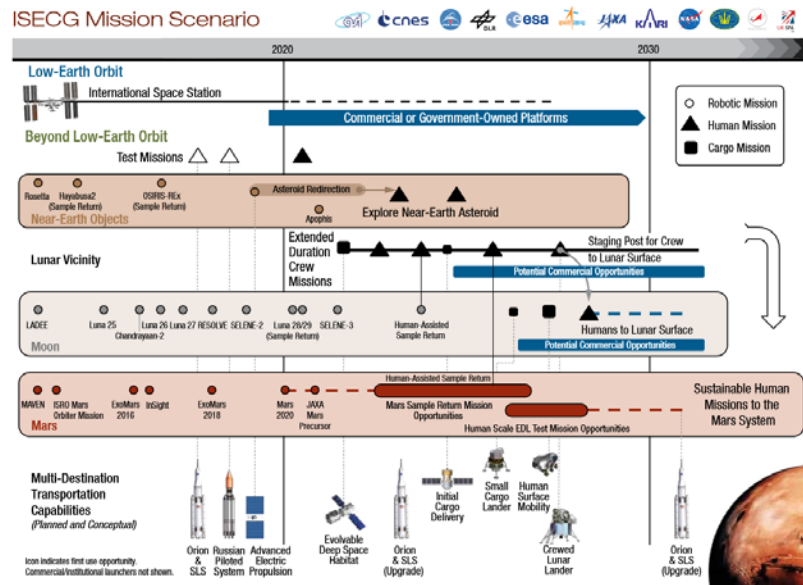 ISECG Mission Scenario
cnes
DLR
esa
JAXA
KARI
NASA
2020
2030
Low-Earth Orbit
International Space Station
Commercial or Government-Owned Platforms
Robotic Mission
Human Mission
Cargo Mission
Beyond Low-Earth Orbit
Test Missions
Rosetta
Hayabusa2
(Sample Return)
OSIRIS-REx
(Sample Return)
Asteroid Redirection
Apophis
Explore Near-Earth Asteroid
Near-Earth Objects
Lunar Vicinity
Extended
Duration
Crew
Missions
Staging Post for Crew
to Lunar Surface
Potential Commercial Opportunities
LADEE
Luna 25
Chandrayaan-2
Luna 26
Luna 27
RESOLVE
SELENE-2
Luna 28/29
(Sample Return)
SELENE-3
Human-Assisted
Sample Return
Humans to Lunar Surface
Potential Commercial Opportunities
Moon
Human-Assisted Sample Return
MAVEN
ISRO Mars
Orbiter Mission
ExoMars
2016
InSight
ExoMars
2018
Mars
2020
JAXA
Mars
Precursor
Mars Sample Return Mission
Opportunities
Human Scale EDL Test Mission Opportunities
Sustainable Human
Missions to the
Mars System
Mars
Multi-Destination
Transportation
Capabilities
(Planned and Conceptual)
Icon indicates first use opportunity.
Commercial/institutional launchers not shown.
Orion
&
SLS
Russian
Piloted
System
Advanced
Electric
Propulsion
Evolvable
Deep Space
Habitat
Orion
& SLS
(Upgrade)
Initial
Cargo
Delivery
Small
Cargo
Lander
Human
Surface
Mobility
Crewed
Lunar
Lander
Orion
& SLS
(Upgrade)